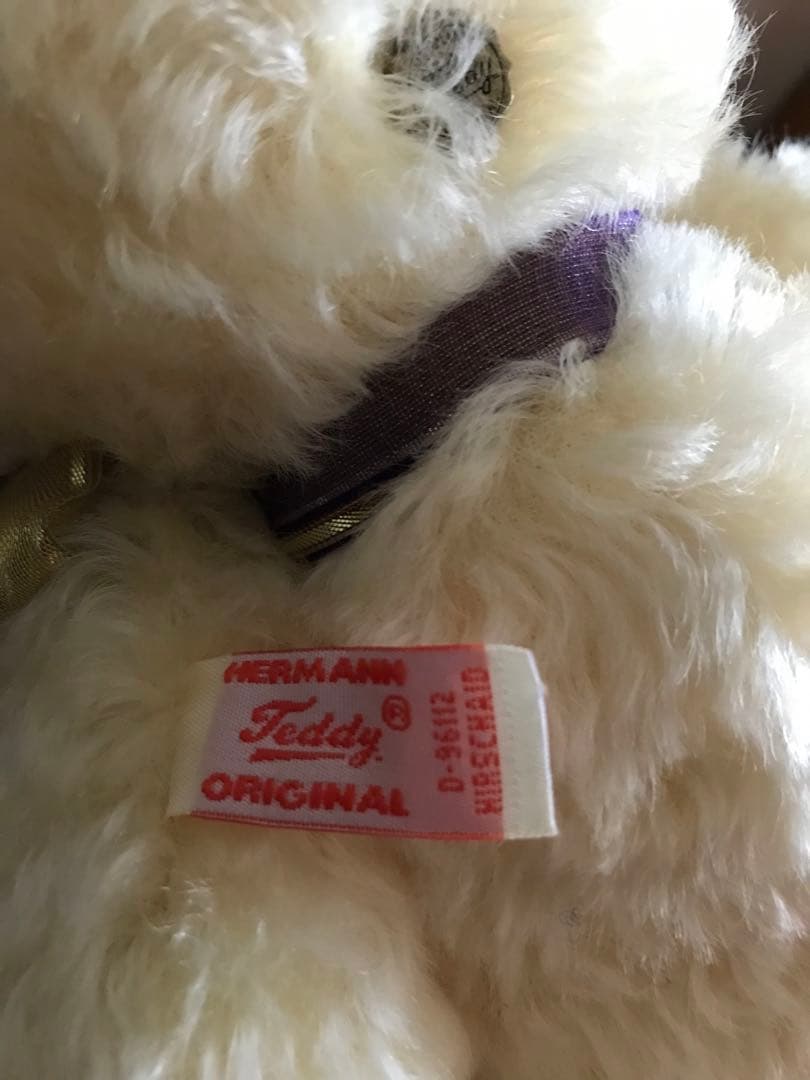 HERMANN
Teddy ®
ORIGINAL
D-96112
HIRSCHAID